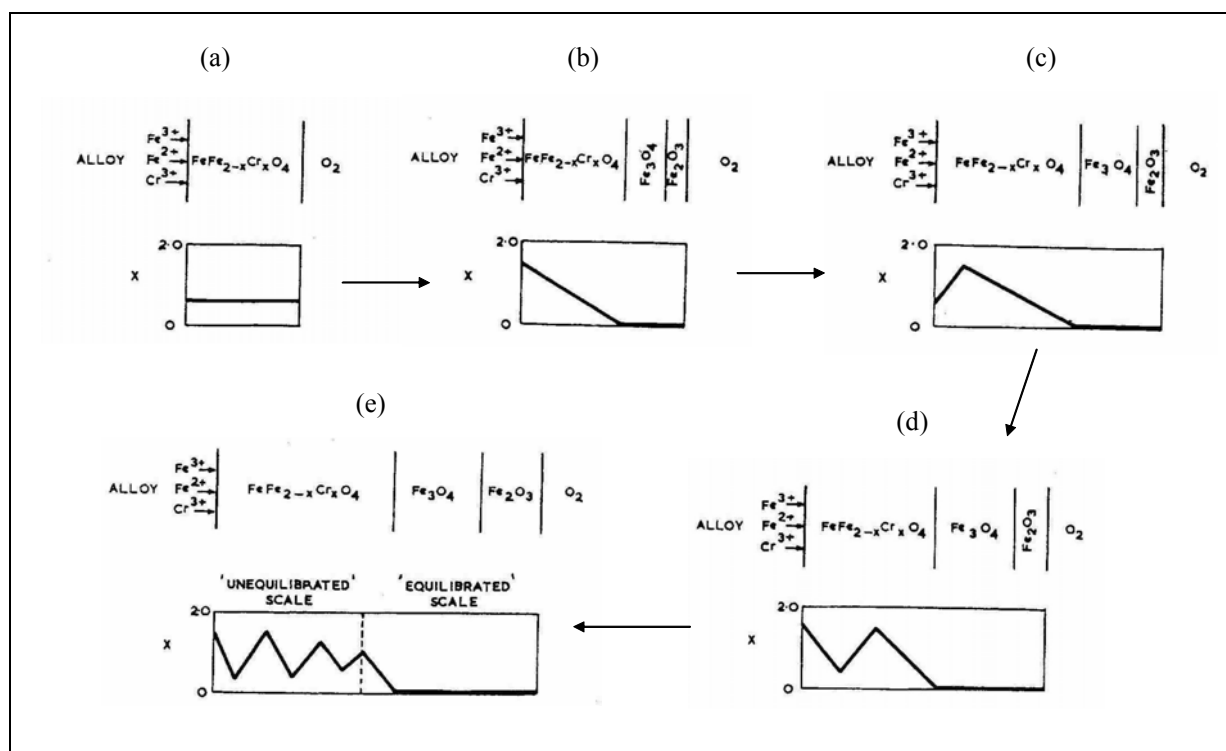 (a)
Fe³⁺
ALLOY Fe²⁺ FeFe₂₋ₓCrₓO₄ O₂
Cr³⁺
2·0
X
0
(b)
Fe³⁺
ALLOY Fe²⁺ FeFe₂₋ₓCrₓO₄ Fe₃O₄ Fe₂O₃ O₂
Cr³⁺
2·0
X
0
(c)
Fe³⁺
ALLOY Fe²⁺ FeFe₂₋ₓCrₓO₄ Fe₃O₄ Fe₂O₃ O₂
Cr³⁺
2·0
X
0
(d)
Fe³⁺
ALLOY Fe²⁺ FeFe₂₋ₓCrₓO₄ Fe₃O₄ Fe₂O₃ O₂
Cr³⁺
2·0
X
0
(e)
Fe³⁺
ALLOY Fe²⁺ FeFe₂₋ₓCrₓO₄ Fe₃O₄ Fe₂O₃ O₂
Cr³⁺
'UNEQUILIBRATED' 'EQUILIBRATED'
SCALE SCALE
2·0
X
0